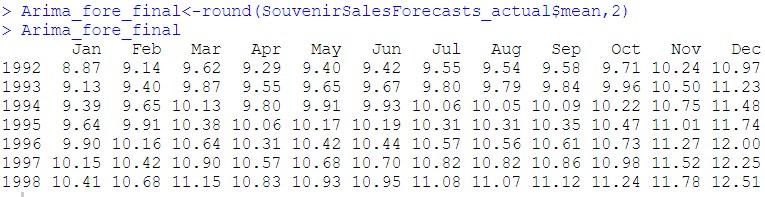 > Arima_fore_final<-round(SouvenirSalesForecasts_actual$mean,2)
> Arima_fore_final
Jan Feb Mar Apr May Jun Jul Aug Sep Oct Nov Dec
1992 8.87 9.14 9.62 9.29 9.40 9.42 9.55 9.54 9.58 9.71 10.24 10.97
1993 9.13 9.40 9.87 9.55 9.65 9.67 9.80 9.79 9.84 9.96 10.50 11.23
1994 9.39 9.65 10.13 9.80 9.91 9.93 10.06 10.05 10.09 10.22 10.75 11.48
1995 9.64 9.91 10.38 10.06 10.17 10.19 10.31 10.31 10.35 10.47 11.01 11.74
1996 9.90 10.16 10.64 10.31 10.42 10.44 10.57 10.56 10.61 10.73 11.27 12.00
1997 10.15 10.42 10.90 10.57 10.68 10.70 10.82 10.82 10.86 10.98 11.52 12.25
1998 10.41 10.68 11.15 10.83 10.93 10.95 11.08 11.07 11.12 11.24 11.78 12.51